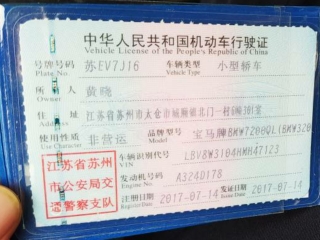 中华人民共和国机动车行驶证
Vehicle License of the People's Republic of China
号牌号码 苏EV7J16 车辆类型 小型轿车
Plate No. Vehicle Type
所有人 黄晓
Owner
住址 江苏省苏州市太仓市城厢镇北门一村6幢301室
Address
使用性质 非营运 品牌型号 宝马牌BMW7200QL(BMW320
Use Character Model
江苏省苏州
市公安局交
通警察支队
车辆识别代号 LBV8W3104HMH47123
VIN
发动机号码 A324D178
Engine No.
注册日期 2017-07-14 发证日期 2017-07-14
Register Date Issue Date